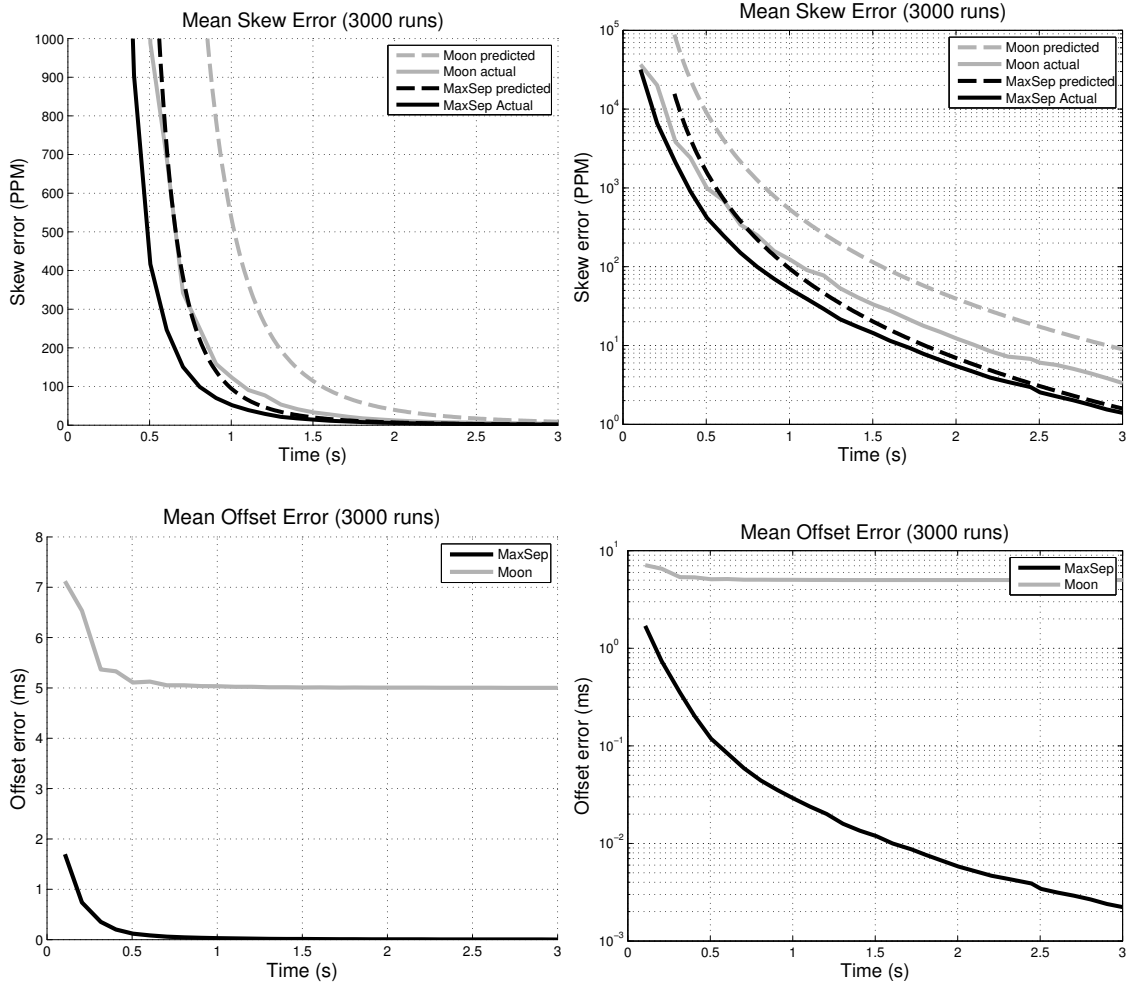 Mean Skew Error (3000 runs)
1000
900
800
700
600
500
400
300
200
100
0
Skew error (PPM)
Moon predicted
Moon actual
MaxSep predicted
MaxSep Actual
0 0.5 1 1.5 2 2.5 3
Time (s)
Mean Skew Error (3000 runs)
10^5
10^4
10^3
10^2
10^1
10^0
Skew error (PPM)
Moon predicted
Moon actual
MaxSep predicted
MaxSep Actual
0 0.5 1 1.5 2 2.5 3
Time (s)
Mean Offset Error (3000 runs)
8
7
6
5
4
3
2
1
0
Offset error (ms)
MaxSep
Moon
0 0.5 1 1.5 2 2.5 3
Time (s)
Mean Offset Error (3000 runs)
10^1
10^0
10^−1
10^−2
10^−3
Offset error (ms)
MaxSep
Moon
0 0.5 1 1.5 2 2.5 3
Time (s)